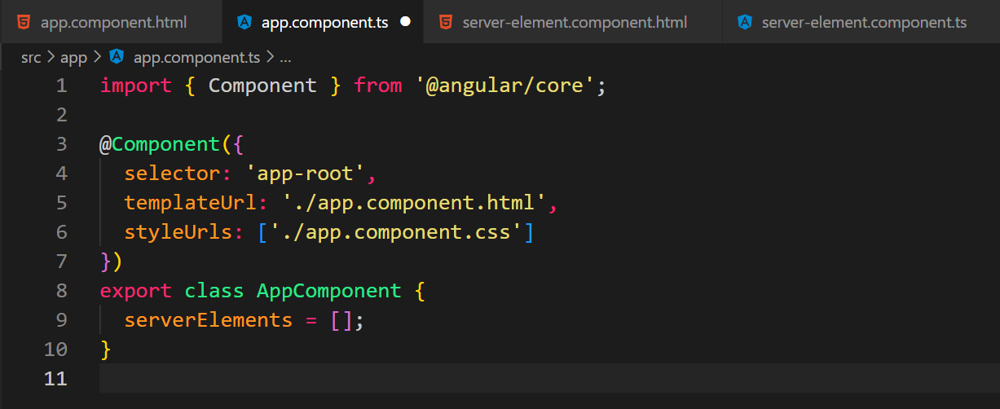 app.component.html app.component.ts server-element.component.html server-element.component.ts
src > app > app.component.ts > ...
1 import { Component } from '@angular/core';
2
3 @Component({
4   selector: 'app-root',
5   templateUrl: './app.component.html',
6   styleUrls: ['./app.component.css']
7 })
8 export class AppComponent {
9   serverElements = [];
10 }
11